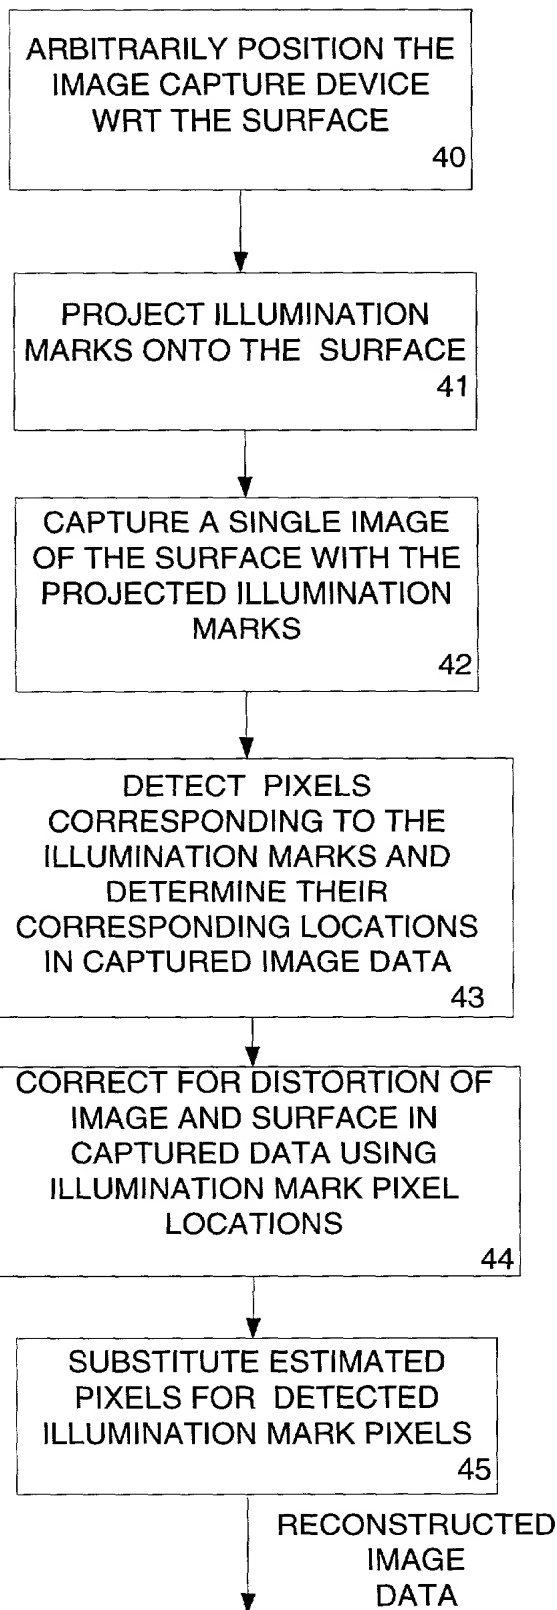 ARBITRARILY POSITION THE
IMAGE CAPTURE DEVICE
WRT THE SURFACE
40
PROJECT ILLUMINATION
MARKS ONTO THE SURFACE
41
CAPTURE A SINGLE IMAGE
OF THE SURFACE WITH THE
PROJECTED ILLUMINATION
MARKS
42
DETECT PIXELS
CORRESPONDING TO THE
ILLUMINATION MARKS AND
DETERMINE THEIR
CORRESPONDING LOCATIONS
IN CAPTURED IMAGE DATA
43
CORRECT FOR DISTORTION OF
IMAGE AND SURFACE IN
CAPTURED DATA USING
ILLUMINATION MARK PIXEL
LOCATIONS
44
SUBSTITUTE ESTIMATED
PIXELS FOR DETECTED
ILLUMINATION MARK PIXELS
45
RECONSTRUCTED
IMAGE
DATA